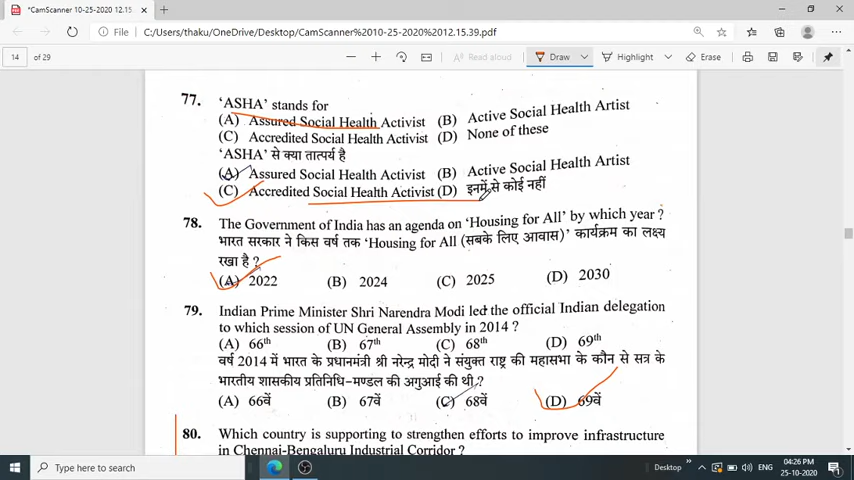 *CamScanner 10-25-2020%2012.15.
C:/Users/thaku/OneDrive/Desktop/CamScanner%2010-25-2020%2012.15.39.pdf
14 of 29 Read aloud Draw Highlight Erase
77. 'ASHA' stands for
(A) Assured Social Health Activist (B) Active Social Health Artist
(C) Accredited Social Health Activist (D) None of these
'ASHA' से क्या तात्पर्य है
(A) Assured Social Health Activist (B) Active Social Health Artist
(C) Accredited Social Health Activist (D) इनमें से कोई नहीं
78. The Government of India has an agenda on 'Housing for All' by which year ?
भारत सरकार ने किस वर्ष तक 'Housing for All (सबके लिए आवास)' कार्यक्रम का लक्ष्य
रखा है ?
(A) 2022 (B) 2024 (C) 2025 (D) 2030
79. Indian Prime Minister Shri Narendra Modi led the official Indian delegation
to which session of UN General Assembly in 2014 ?
(A) 66th (B) 67th (C) 68th (D) 69th
वर्ष 2014 में भारत के प्रधानमंत्री श्री नरेन्द्र मोदी ने संयुक्त राष्ट्र की महासभा के कौन से सत्र के
भारतीय शासकीय प्रतिनिधि-मण्डल की अगुआई की थी ?
(A) 66वें (B) 67वें (C) 68वें (D) 69वें
80. Which country is supporting to strengthen efforts to improve infrastructure
in Chennai-Bengaluru Industrial Corridor ?
Type here to search
Desktop ENG 04:26 PM
25-10-2020